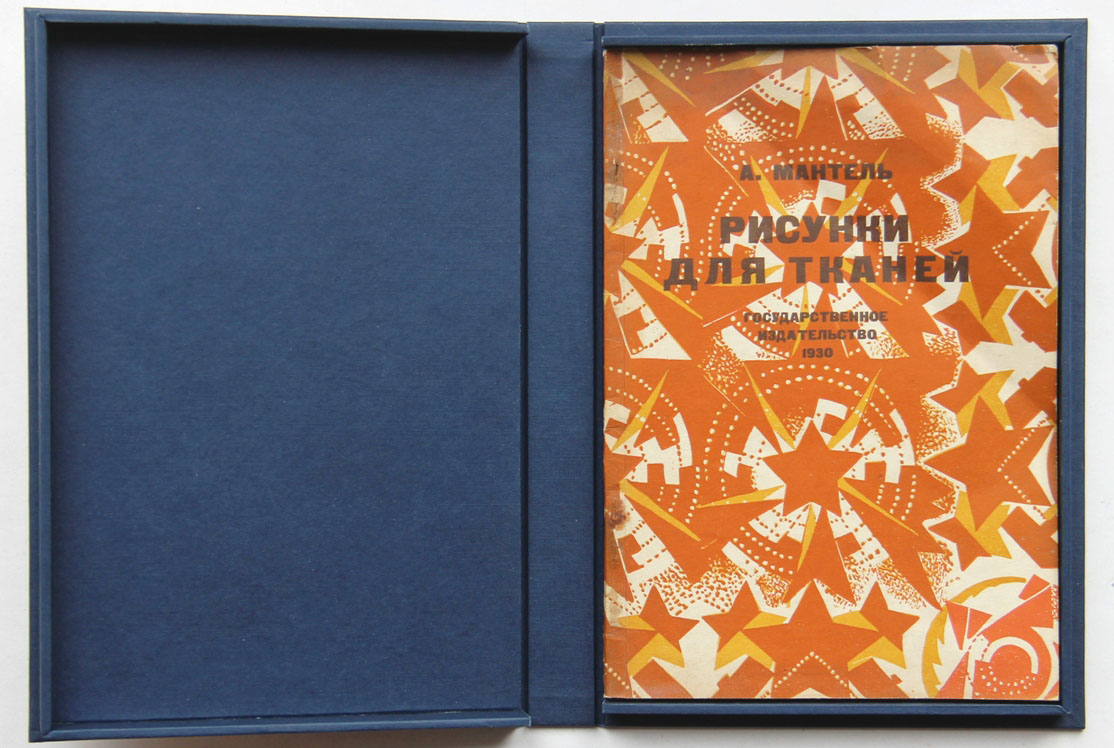 А. МАНТЕЛЬ
РИСУНКИ
ДЛЯ ТКАНЕЙ
ГОСУДАРСТВЕННОЕ
ИЗДАТЕЛЬСТВО
1930